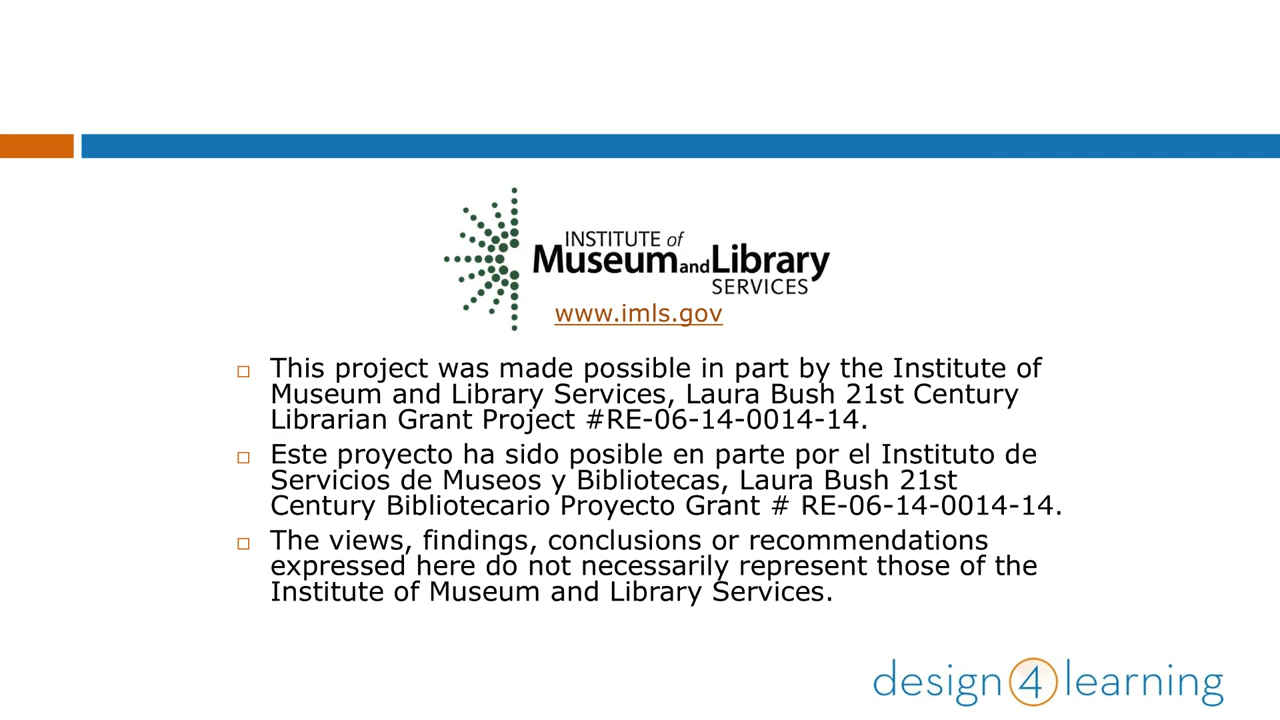 INSTITUTE of
Museum and Library
SERVICES
www.imls.gov
This project was made possible in part by the Institute of
Museum and Library Services, Laura Bush 21st Century
Librarian Grant Project #RE-06-14-0014-14.
Este proyecto ha sido posible en parte por el Instituto de
Servicios de Museos y Bibliotecas, Laura Bush 21st
Century Bibliotecario Proyecto Grant # RE-06-14-0014-14.
The views, findings, conclusions or recommendations
expressed here do not necessarily represent those of the
Institute of Museum and Library Services.
design 4 learning